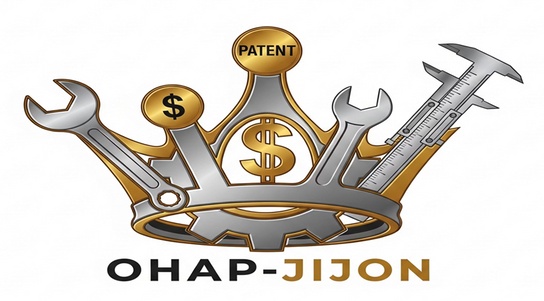 PATENT
$
$
OHAP-JIJON